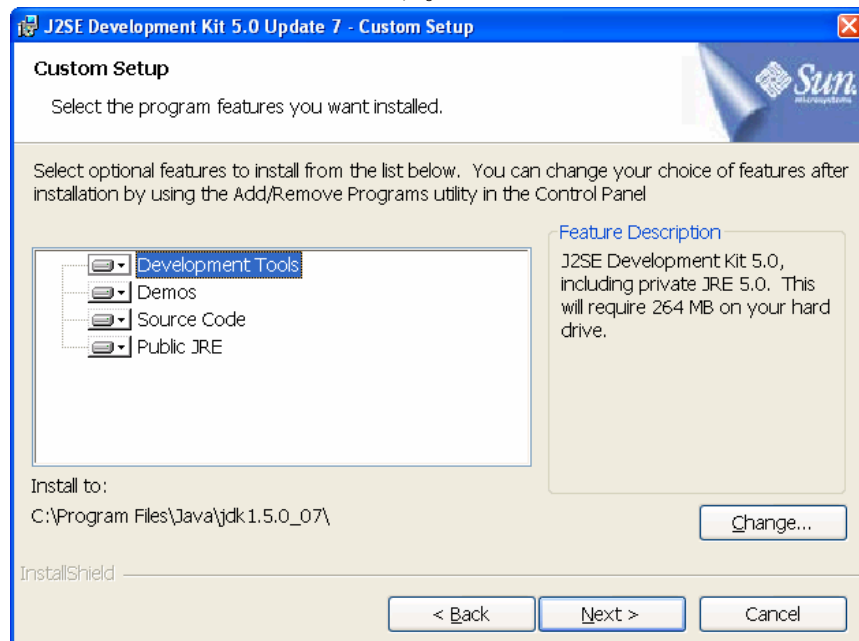 J2SE Development Kit 5.0 Update 7 - Custom Setup
Custom Setup
Select the program features you want installed.
Sun.
microsystems
Select optional features to install from the list below. You can change your choice of features after
installation by using the Add/Remove Programs utility in the Control Panel
Development Tools
Demos
Source Code
Public JRE
Feature Description
J2SE Development Kit 5.0,
including private JRE 5.0. This
will require 264 MB on your hard
drive.
Install to:
C:\Program Files\Java\jdk1.5.0_07\
Change...
InstallShield
< Back
Next >
Cancel